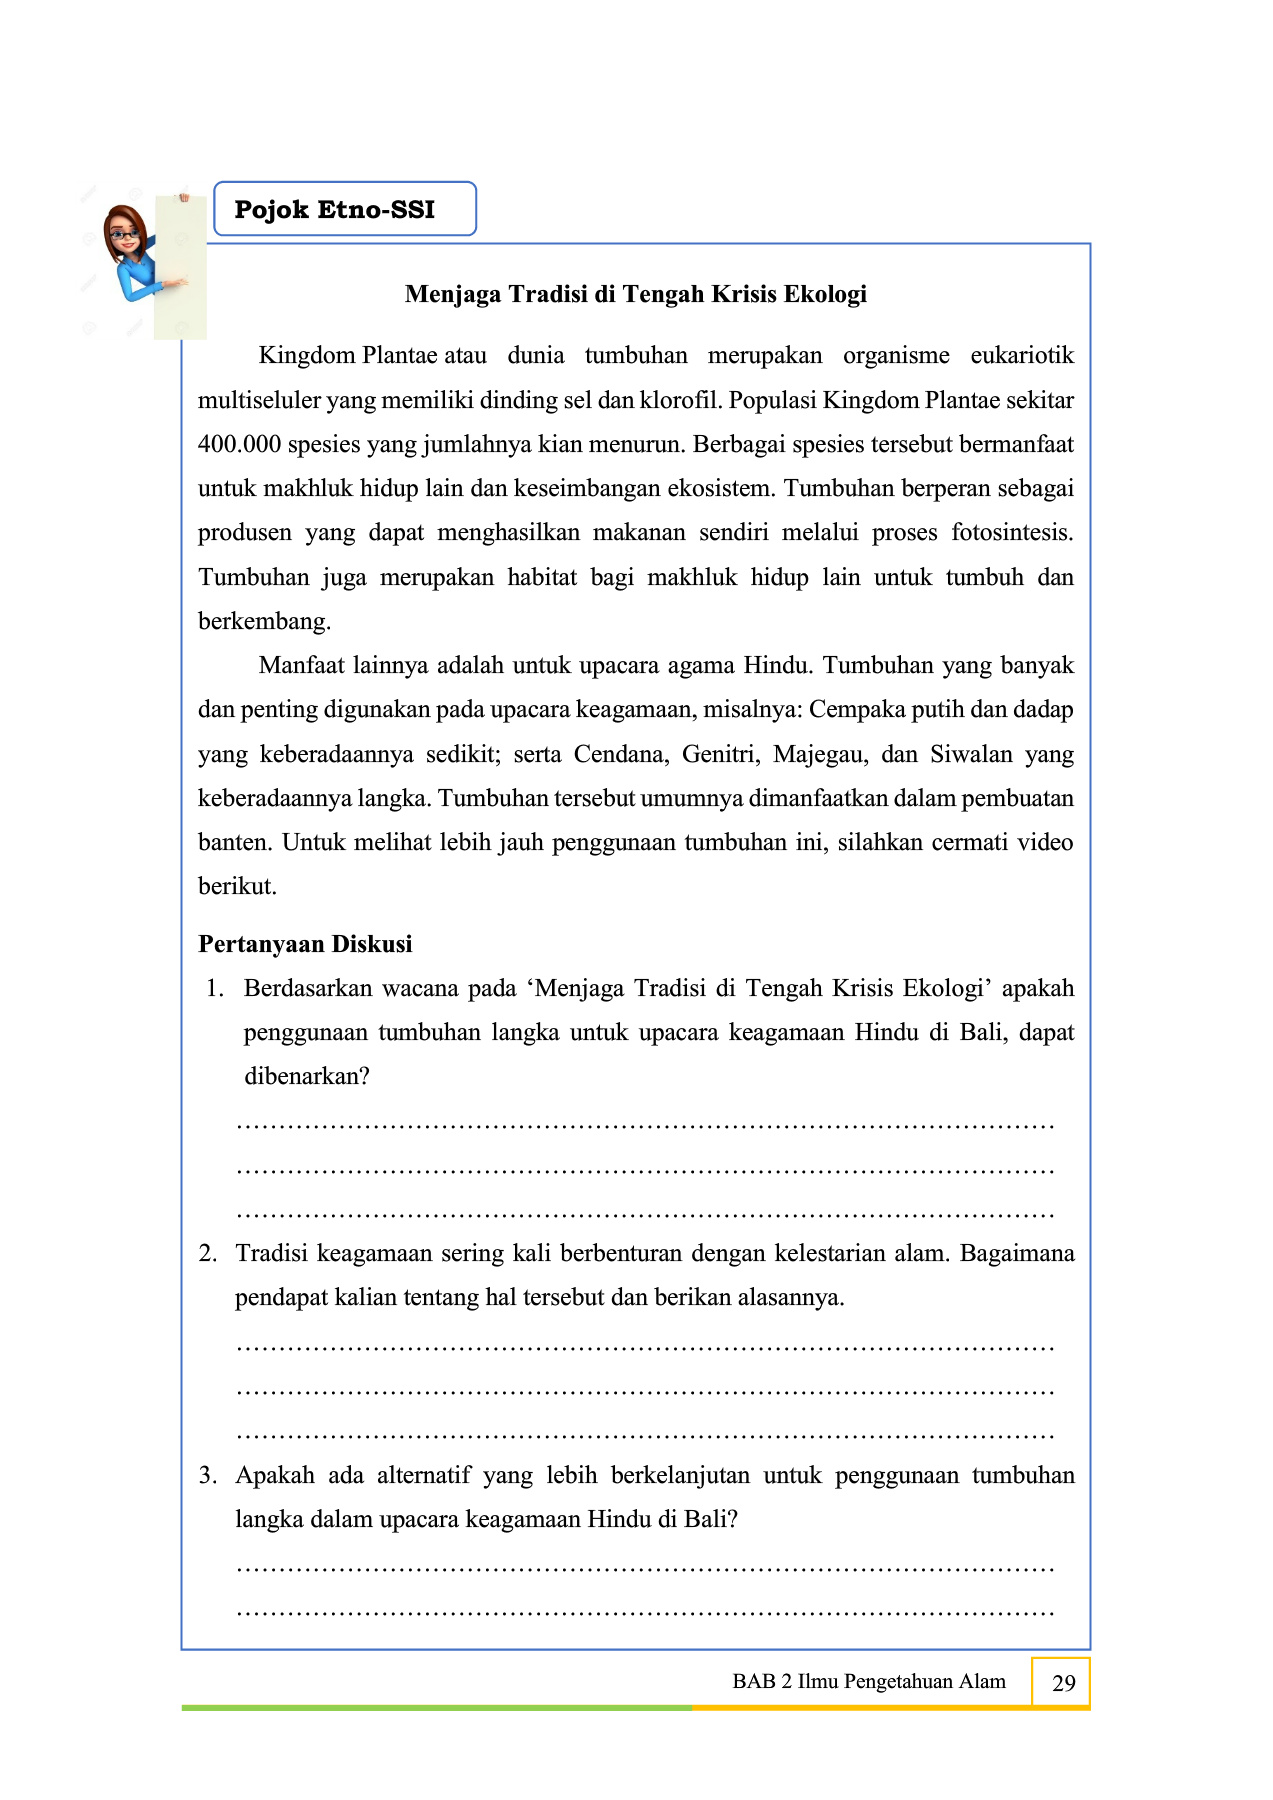 Pojok Etno-SSI
Menjaga Tradisi di Tengah Krisis Ekologi
Kingdom Plantae atau dunia tumbuhan merupakan organisme eukariotik
multiseluler yang memiliki dinding sel dan klorofil. Populasi Kingdom Plantae sekitar
400.000 spesies yang jumlahnya kian menurun. Berbagai spesies tersebut bermanfaat
untuk makhluk hidup lain dan keseimbangan ekosistem. Tumbuhan berperan sebagai
produsen yang dapat menghasilkan makanan sendiri melalui proses fotosintesis.
Tumbuhan juga merupakan habitat bagi makhluk hidup lain untuk tumbuh dan
berkembang.
Manfaat lainnya adalah untuk upacara agama Hindu. Tumbuhan yang banyak
dan penting digunakan pada upacara keagamaan, misalnya: Cempaka putih dan dadap
yang keberadaannya sedikit; serta Cendana, Genitri, Majegau, dan Siwalan yang
keberadaannya langka. Tumbuhan tersebut umumnya dimanfaatkan dalam pembuatan
banten. Untuk melihat lebih jauh penggunaan tumbuhan ini, silahkan cermati video
berikut.
Pertanyaan Diskusi
1. Berdasarkan wacana pada ‘Menjaga Tradisi di Tengah Krisis Ekologi’ apakah
penggunaan tumbuhan langka untuk upacara keagamaan Hindu di Bali, dapat
dibenarkan?
……………………………………………………………………………………
……………………………………………………………………………………
……………………………………………………………………………………
2. Tradisi keagamaan sering kali berbenturan dengan kelestarian alam. Bagaimana
pendapat kalian tentang hal tersebut dan berikan alasannya.
……………………………………………………………………………………
……………………………………………………………………………………
……………………………………………………………………………………
3. Apakah ada alternatif yang lebih berkelanjutan untuk penggunaan tumbuhan
langka dalam upacara keagamaan Hindu di Bali?
……………………………………………………………………………………
……………………………………………………………………………………
BAB 2 Ilmu Pengetahuan Alam 29